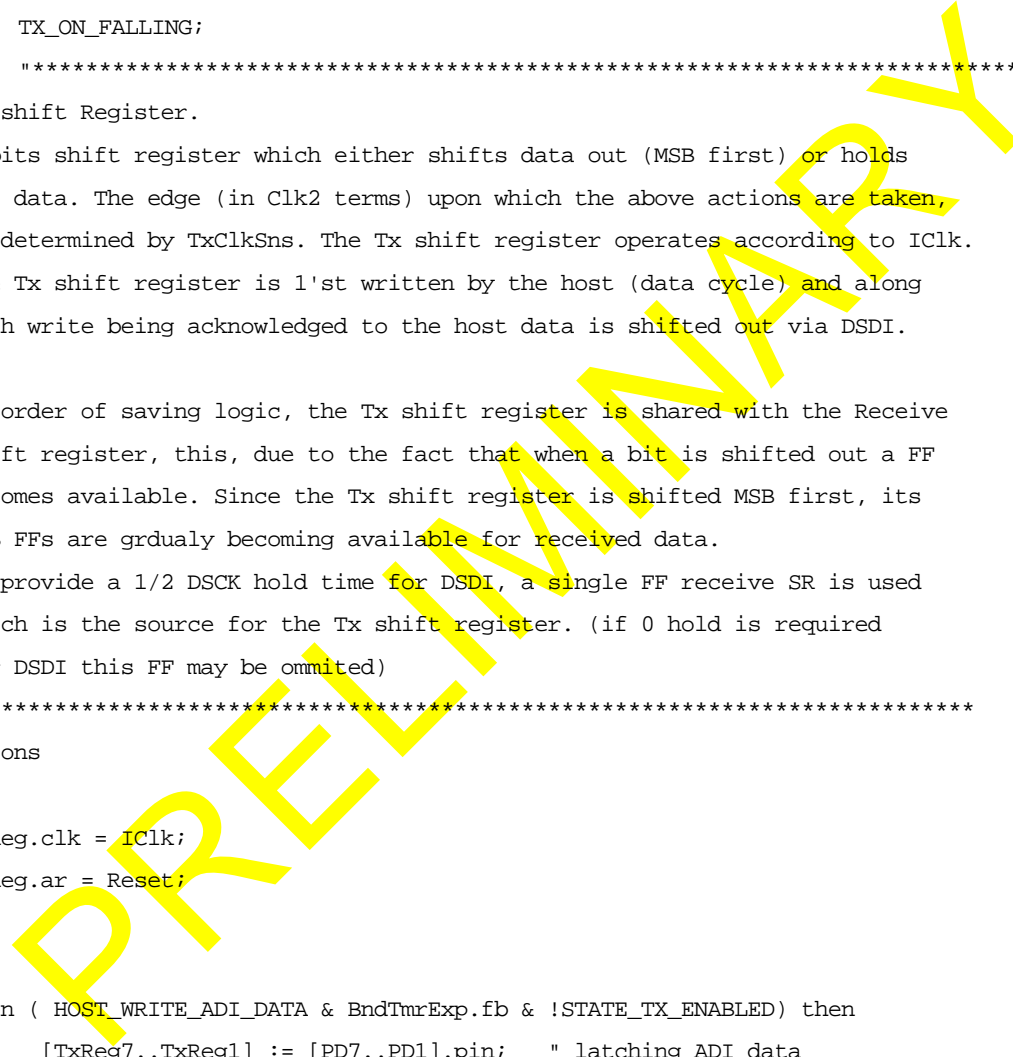 TX_ON_FALLING;
"***************************************************************************
shift Register.
its shift register which either shifts data out (MSB first) or holds
data. The edge (in Clk2 terms) upon which the above actions are taken,
determined by TxClkSns. The Tx shift register operates according to IClk.
Tx shift register is 1'st written by the host (data cycle) and along
h write being acknowledged to the host data is shifted out via DSDI.
order of saving logic, the Tx shift register is shared with the Receive
ft register, this, due to the fact that when a bit is shifted out a FF
omes available. Since the Tx shift register is shifted MSB first, its
FFs are grdualy becoming available for received data.
provide a 1/2 DSCK hold time for DSDI, a single FF receive SR is used
ch is the source for the Tx shift register. (if 0 hold is required
DSDI this FF may be ommited)
*************************************************************************
ons
eg.clk = IClk;
eg.ar = Reset;
n ( HOST_WRITE_ADI_DATA & BndTmrExp.fb & !STATE_TX_ENABLED) then
[TxReg7..TxReg1] := [PD7..PD1].pin; " latching ADI data
PRELIMINARY